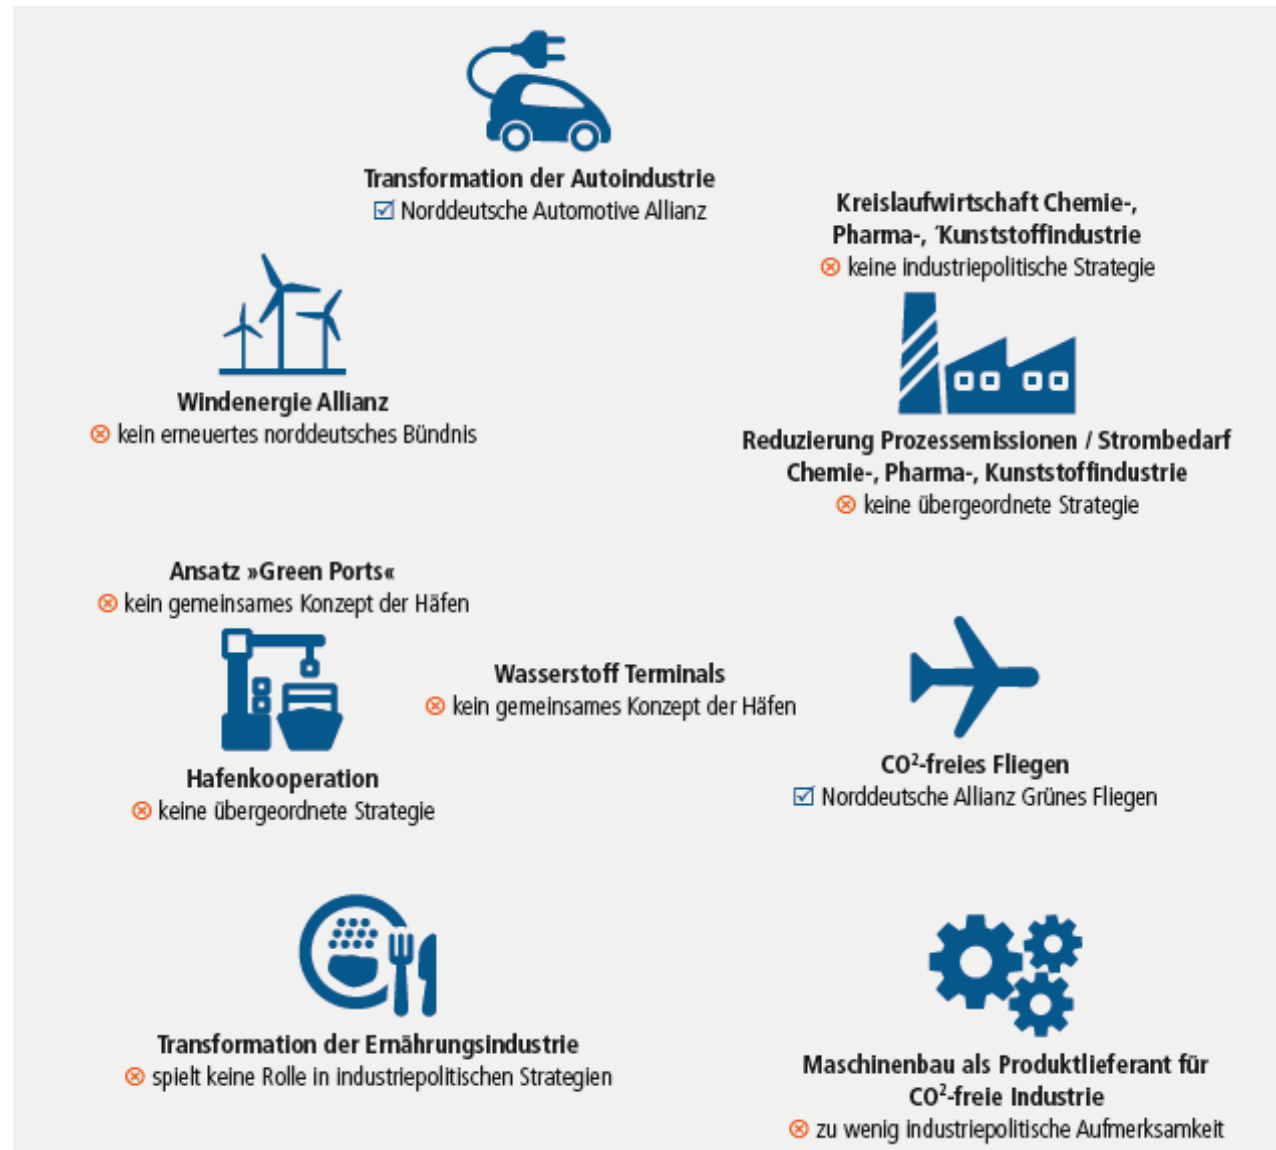 Transformation der Autoindustrie
☑ Norddeutsche Automotive Allianz
Kreislaufwirtschaft Chemie-,
Pharma-, ´Kunststoffindustrie
⊗ keine industriepolitische Strategie
Windenergie Allianz
⊗ kein erneuertes norddeutsches Bündnis
Reduzierung Prozessemissionen / Strombedarf
Chemie-, Pharma-, Kunststoffindustrie
⊗ keine übergeordnete Strategie
Ansatz »Green Ports«
⊗ kein gemeinsames Konzept der Häfen
Wasserstoff Terminals
⊗ kein gemeinsames Konzept der Häfen
Hafenkooperation
⊗ keine übergeordnete Strategie
CO²-freies Fliegen
☑ Norddeutsche Allianz Grünes Fliegen
Transformation der Ernährungsindustrie
⊗ spielt keine Rolle in industriepolitischen Strategien
Maschinenbau als Produktlieferant für
CO²-freie Industrie
⊗ zu wenig industriepolitische Aufmerksamkeit